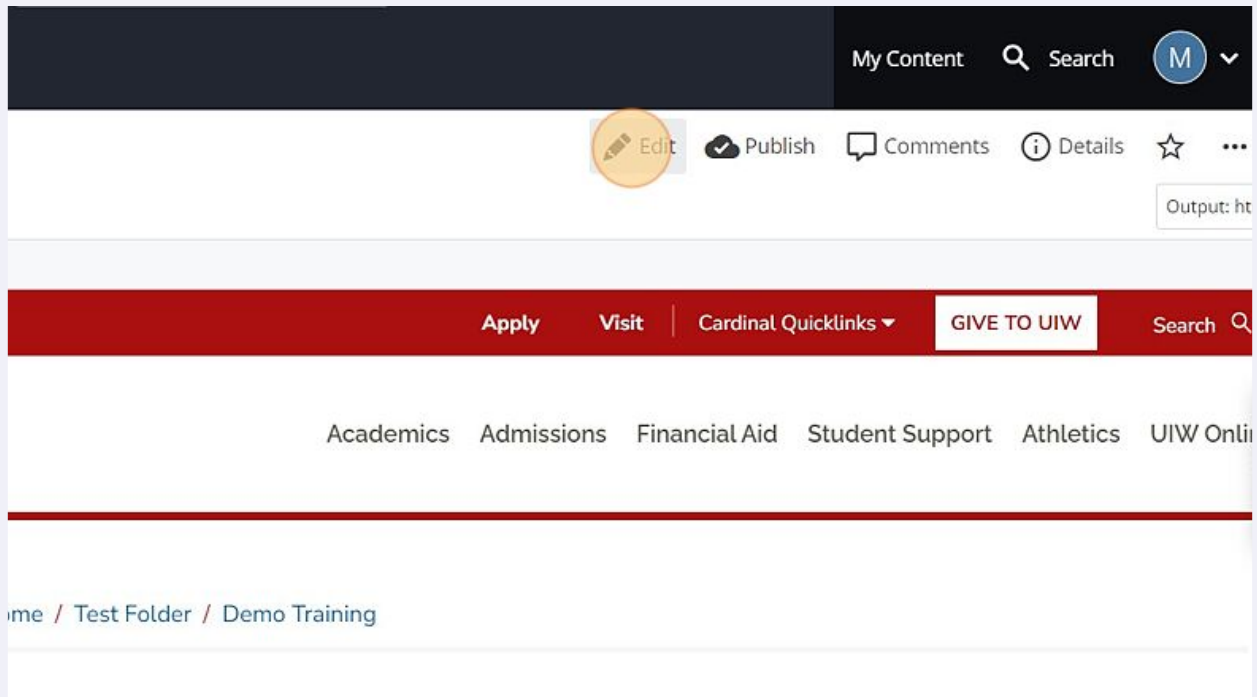 My Content Search M
Edit Publish Comments Details
Output: ht
Apply Visit Cardinal Quicklinks GIVE TO UIW Search
Academics Admissions Financial Aid Student Support Athletics UIW Onli
ome / Test Folder / Demo Training